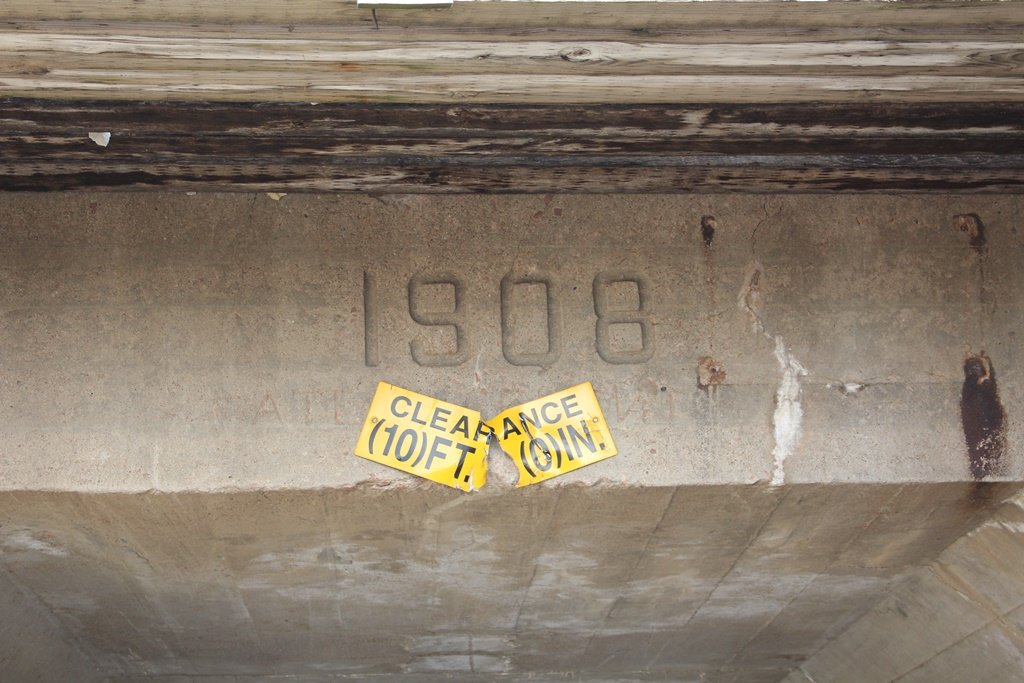 1908
CLEARANCE
(10)FT. (0)IN.